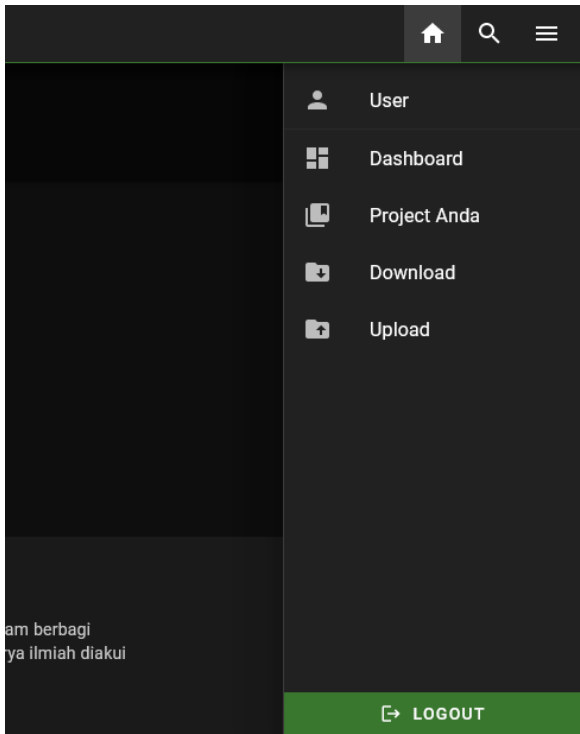 User
Dashboard
Project Anda
Download
Upload
am berbagi
rya ilmiah diakui
LOGOUT